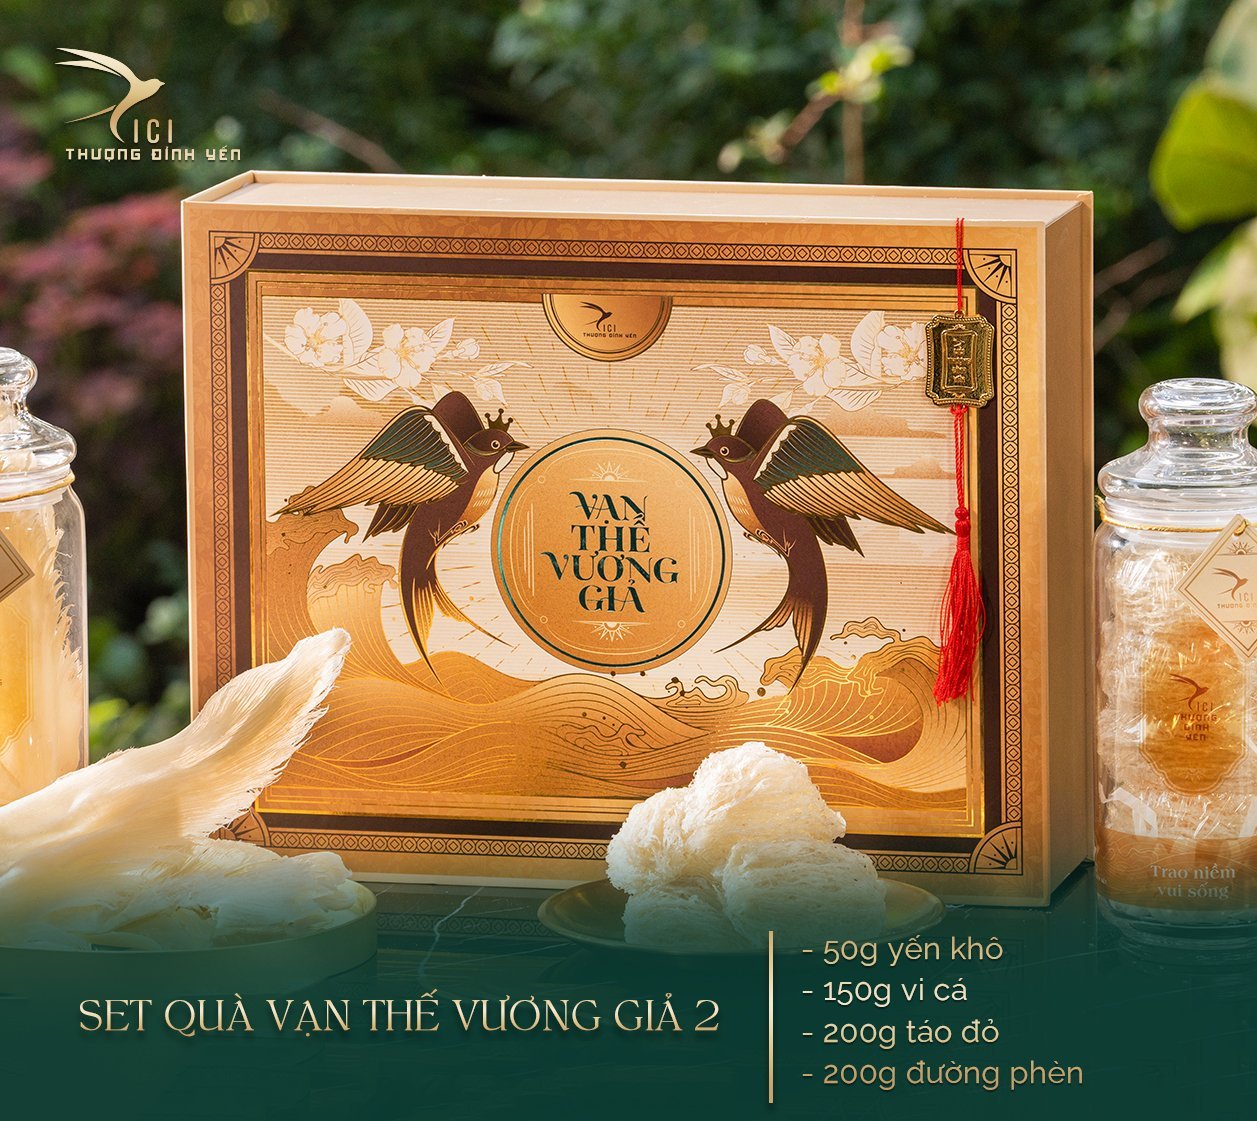 ICI
THƯỢNG ĐỈNH YẾN
ICI
THƯỢNG ĐỈNH YẾN
VẠN
THẾ
VƯƠNG
GIẢ
ICI
THƯỢNG
ĐỈNH
YẾN
Trao niềm
vui sống
SET QUÀ VẠN THẾ VƯƠNG GIẢ 2
- 50g yến khô
- 150g vi cá
- 200g táo đỏ
- 200g đường phèn